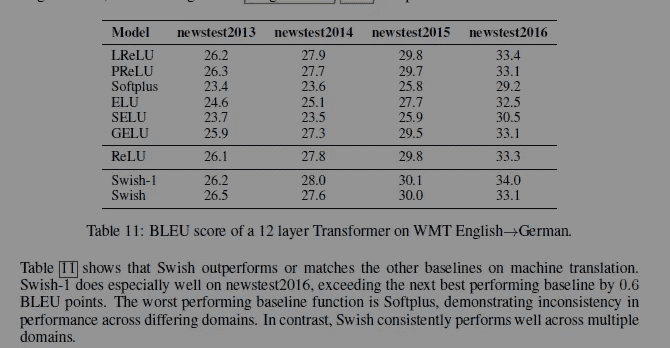 Model newstest2013 newstest2014 newstest2015 newstest2016
LReLU 26.2 27.9 29.8 33.4
PReLU 26.3 27.7 29.7 33.1
Softplus 23.4 23.6 25.8 29.2
ELU 24.6 25.1 27.7 32.5
SELU 23.7 23.5 25.9 30.5
GELU 25.9 27.3 29.5 33.1
ReLU 26.1 27.8 29.8 33.3
Swish-1 26.2 28.0 30.1 34.0
Swish 26.5 27.6 30.0 33.1
Table 11: BLEU score of a 12 layer Transformer on WMT English→German.
Table 11 shows that Swish outperforms or matches the other baselines on machine translation.
Swish-1 does especially well on newstest2016, exceeding the next best performing baseline by 0.6
BLEU points. The worst performing baseline function is Softplus, demonstrating inconsistency in
performance across differing domains. In contrast, Swish consistently performs well across multiple
domains.